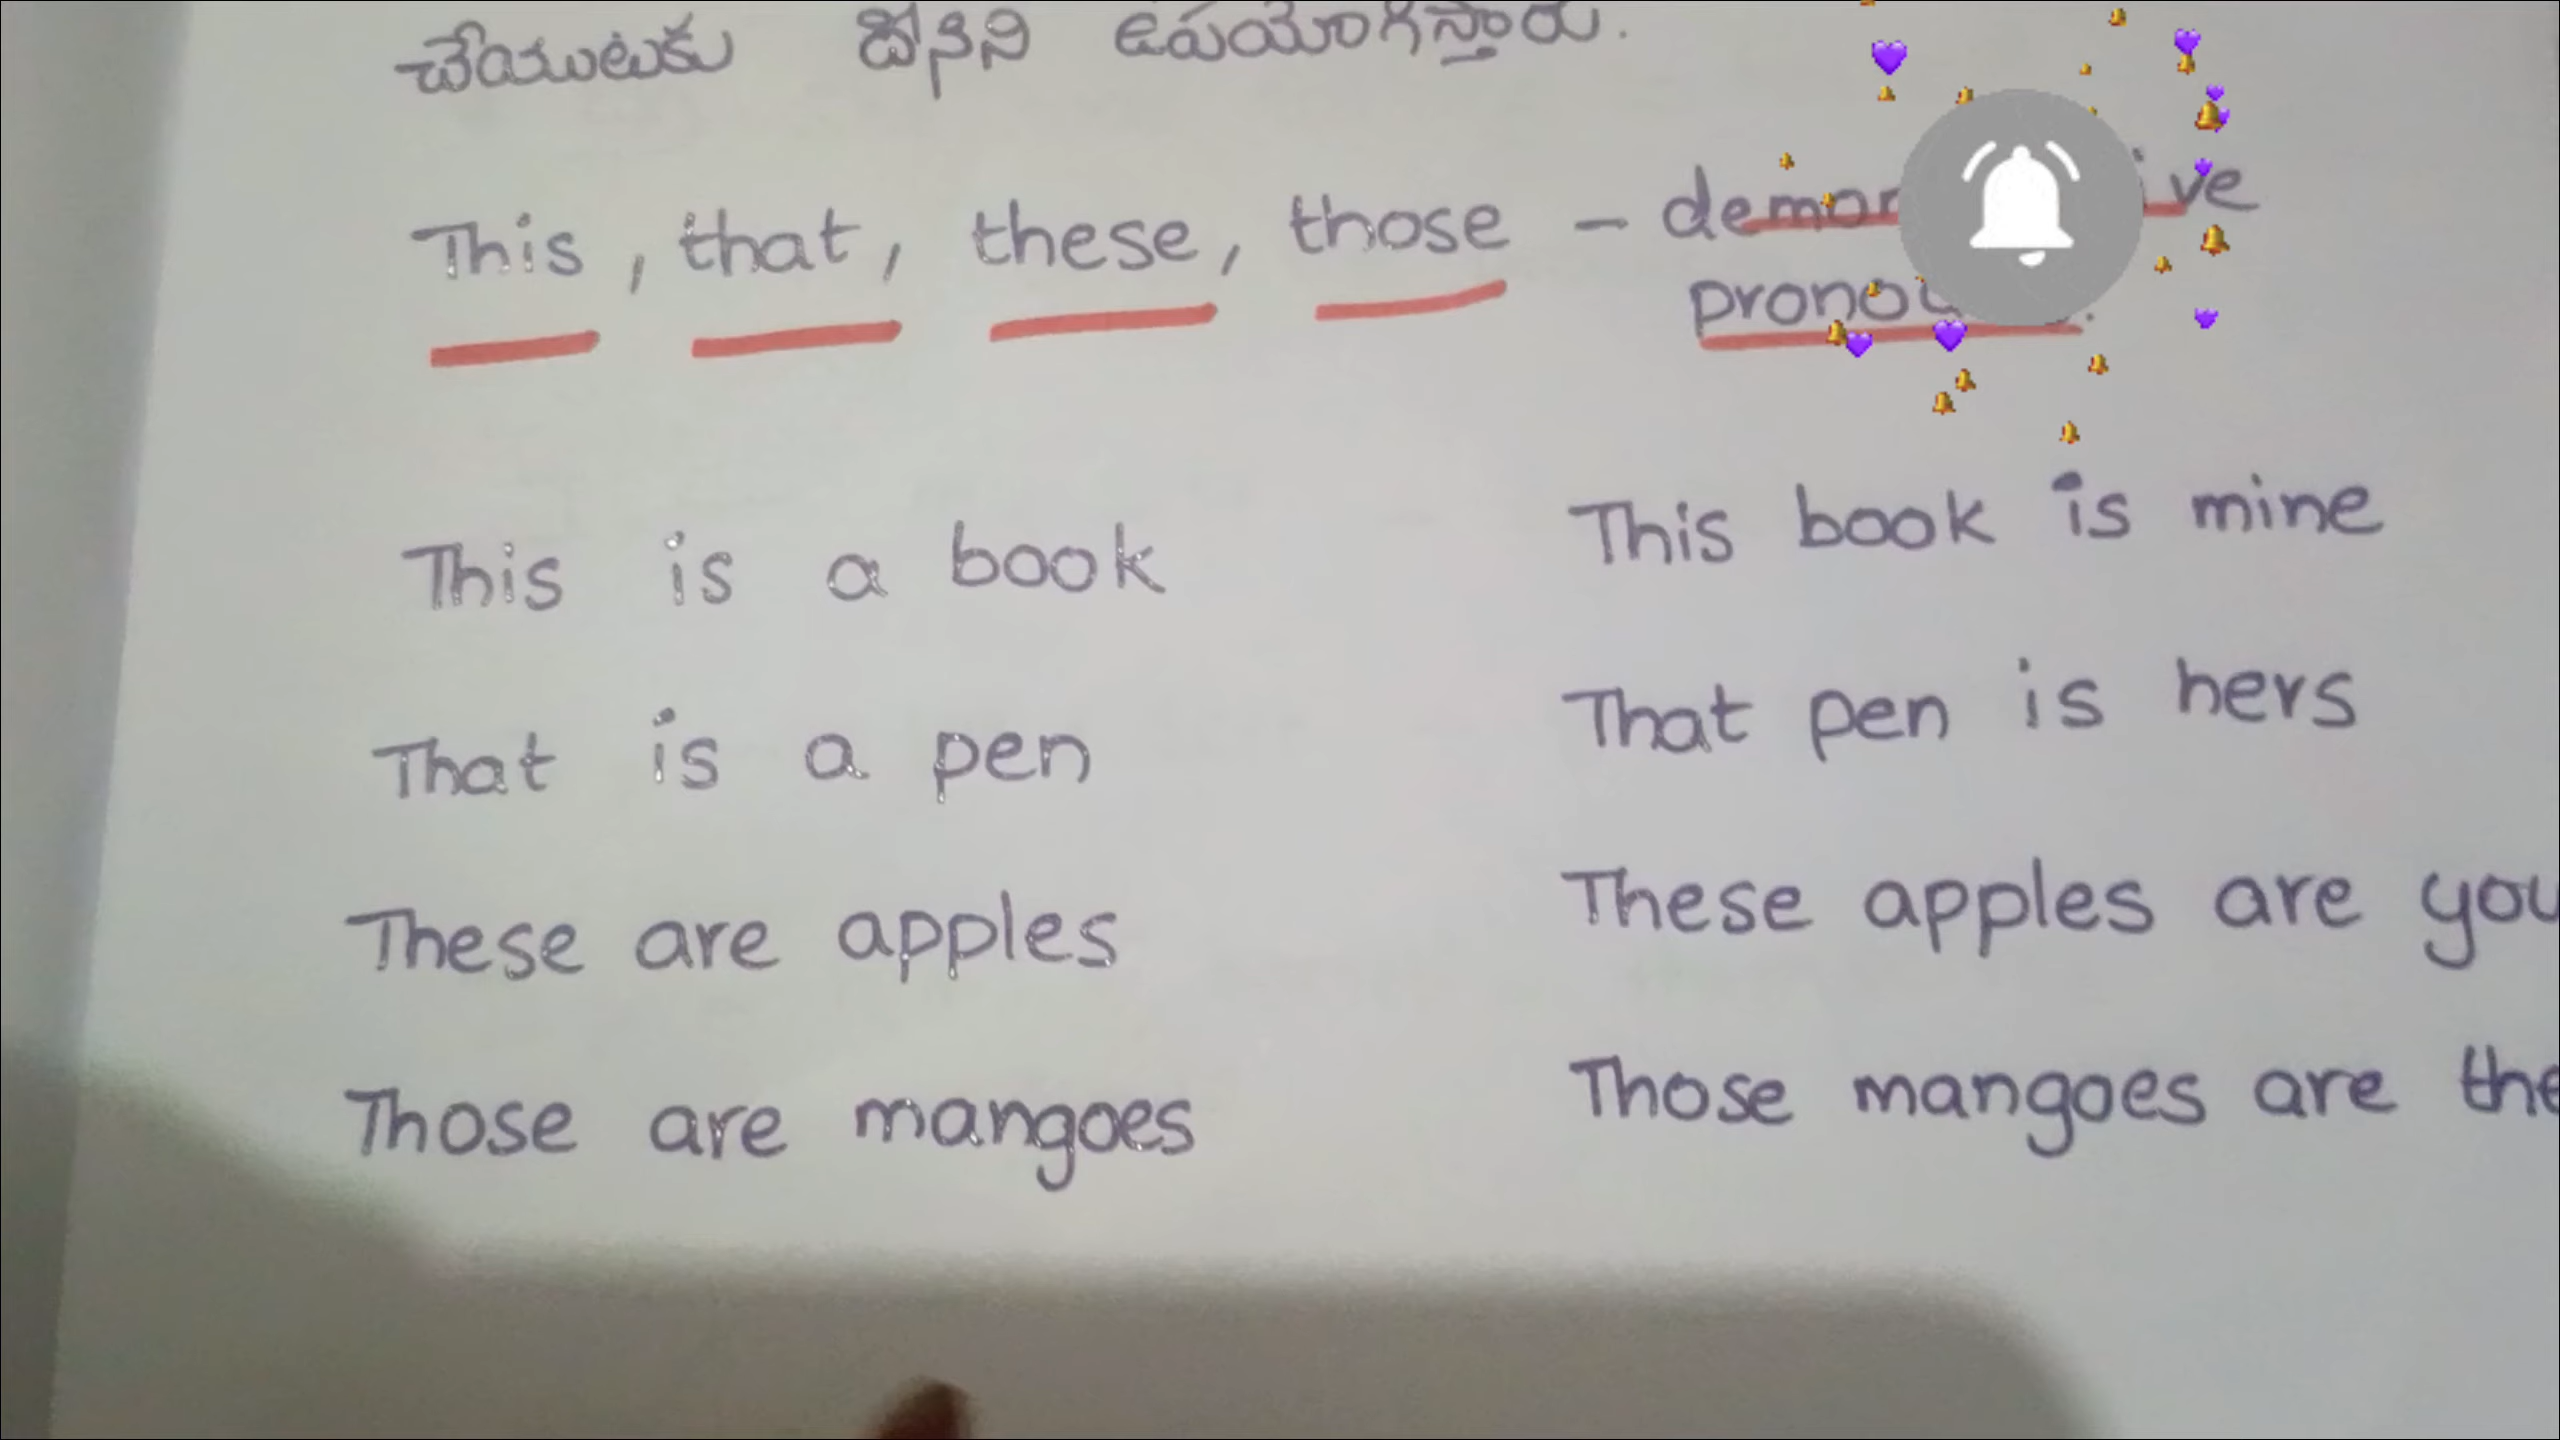 చేయుటకు దీనిని ఉపయోగిస్తారు.
This, that, these, those - 
This is a book
That is a pen
These are apples
Those are mangoes
This book is mine
That pen is hers
These apples are
Those mangoes are